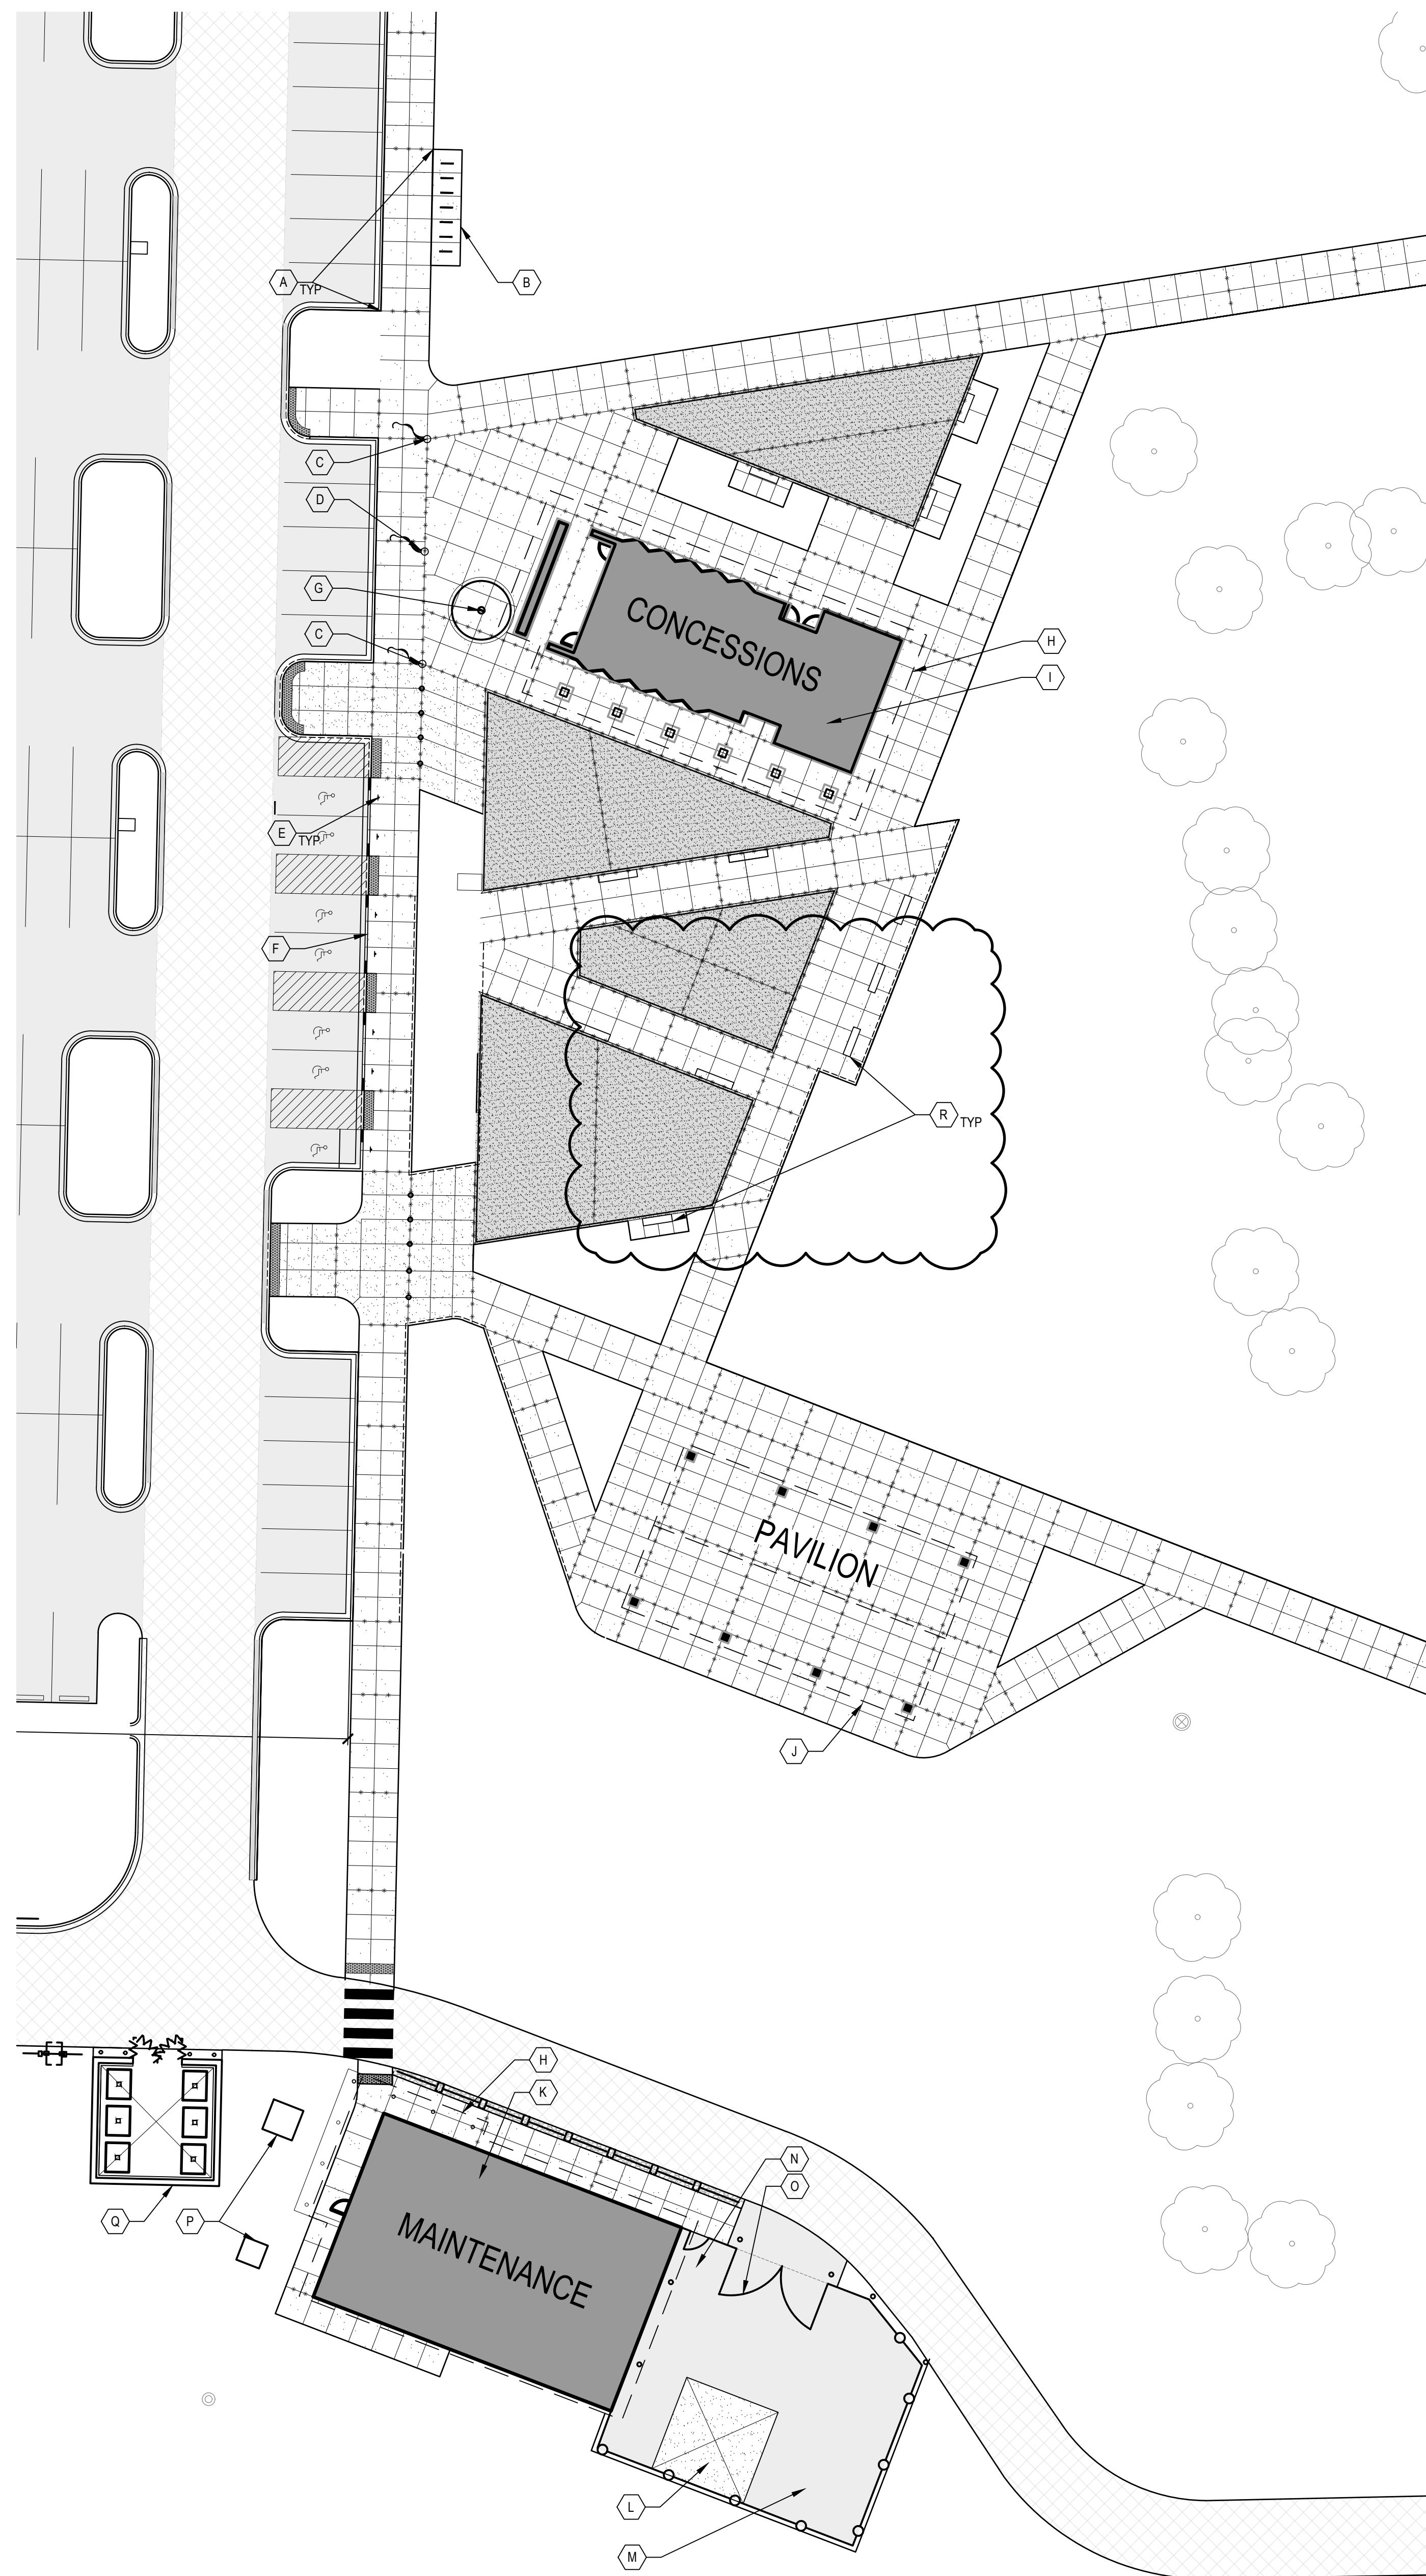 A TYP
B
C
D
G
C
CONCESSIONS
H
I
E TYP
F
R TYP
PAVILION
J
H
K
N
O
Q
P
MAINTENANCE
L
M